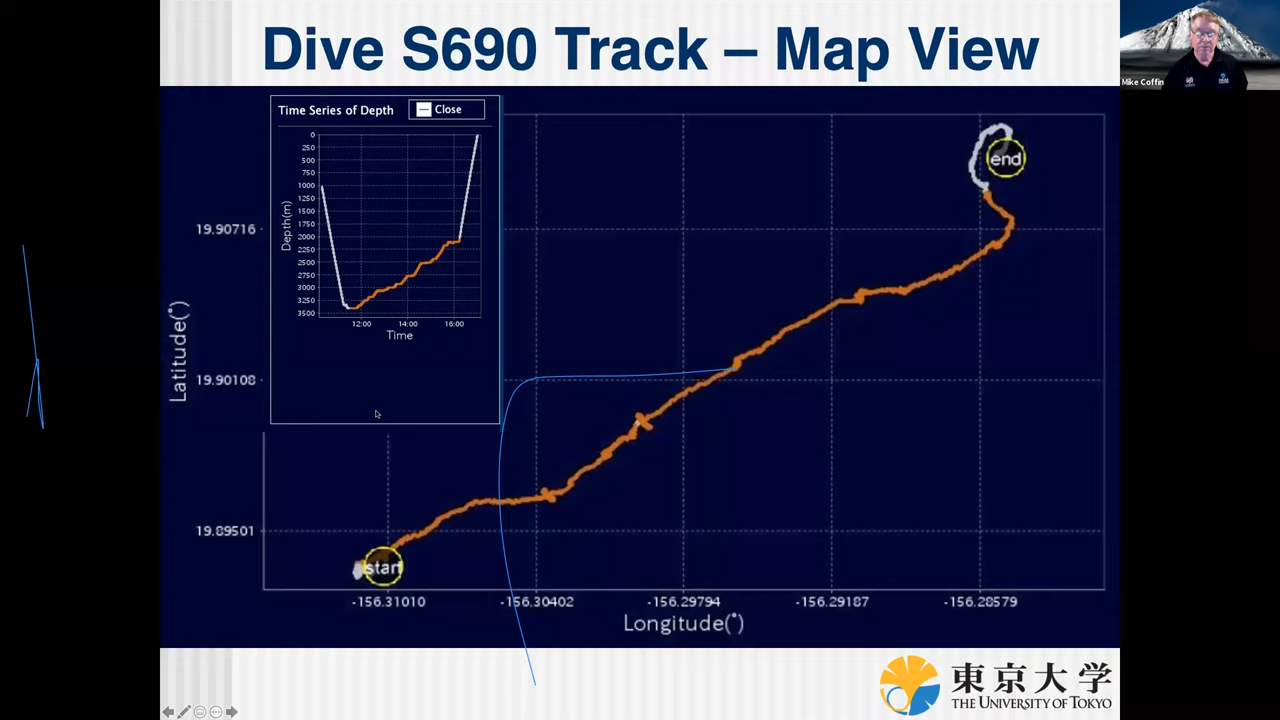 Dive S690 Track – Map View
Mike Coffin
Time Series of Depth
Close
0
250
500
750
1000
1250
1500
1750
2000
2250
2500
2750
3000
3250
3500
Depth(m)
12:00 14:00 16:00
Time
end
start
19.90716
19.90108
19.89501
Latitude(°)
-156.31010 -156.30402 -156.29794 -156.29187 -156.28579
Longitude(°)
東京大学
THE UNIVERSITY OF TOKYO